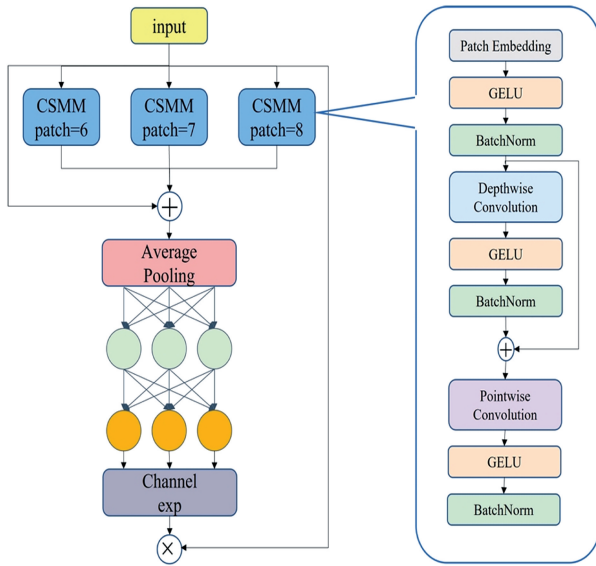 input
CSMM
patch=6
CSMM
patch=7
CSMM
patch=8
+
Average
Pooling
Channel
exp
×
Patch Embedding
GELU
BatchNorm
Depthwise
Convolution
GELU
BatchNorm
+
Pointwise
Convolution
GELU
BatchNorm